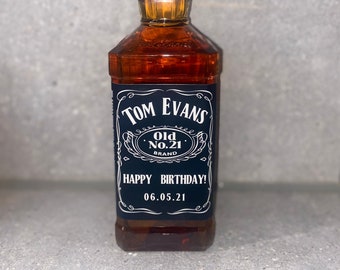 TOM EVANS
Old
No.21
BRAND
HAPPY BIRTHDAY!
06.05.21